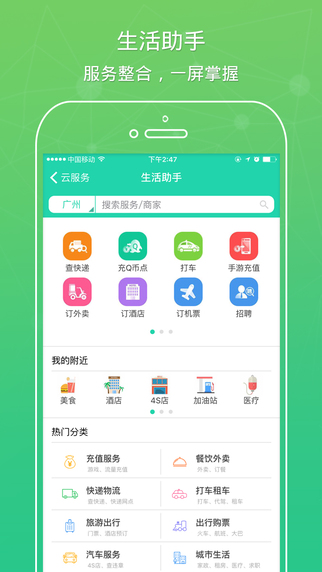 生活助手
服务整合，一屏掌握
中国移动 下午2:47
云服务 生活助手
广州 搜索服务/商家
查快递 充Q币点 打车 手游充值
订外卖 订酒店 订机票 招聘
我的附近
美食 酒店 4S店 加油站 医疗
热门分类
充值服务 餐饮外卖
游戏、流量充值 外卖、订餐
快递物流 打车租车
查快递、快递网点 打车、代驾、租车
旅游出行 出行购票
门票、酒店预订 火车、航班、大巴
汽车服务 城市生活
4S店、查违章 家政、租房、医疗、求职